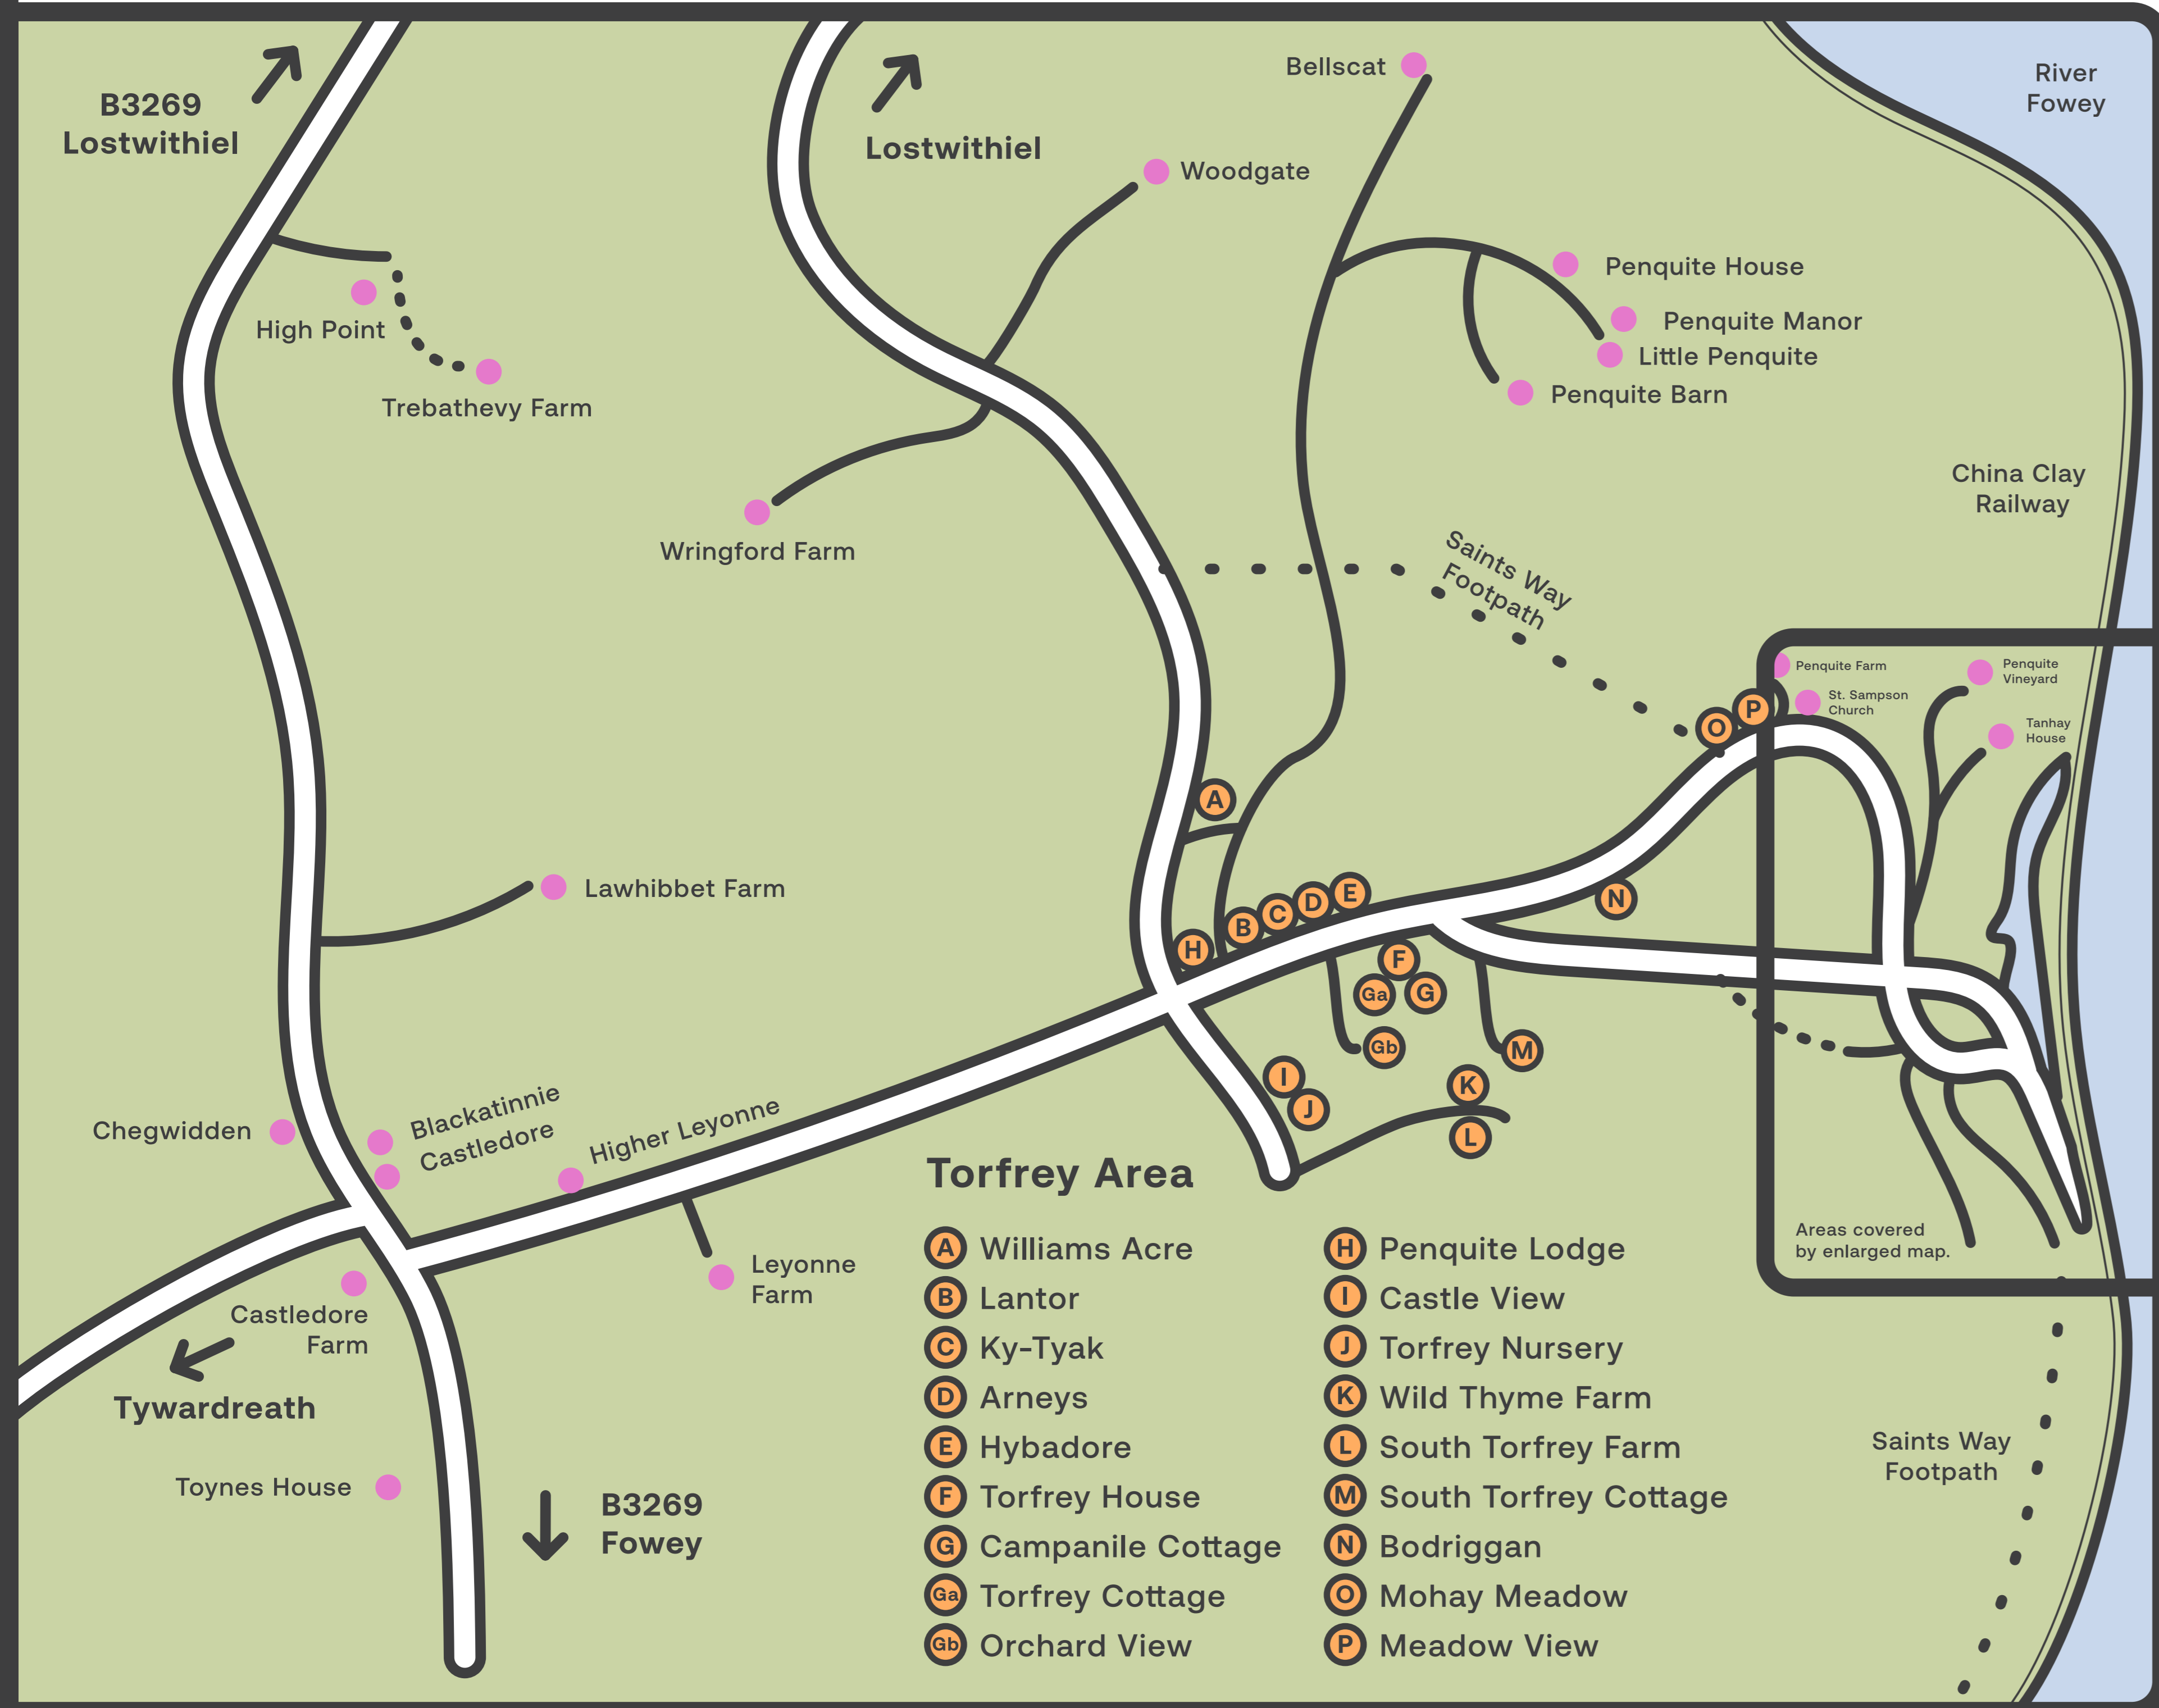 B3269
Lostwithiel
Lostwithiel
Bellscat
River
Fowey
Woodgate
High Point
Trebathevy Farm
Penquite House
Penquite Manor
Little Penquite
Penquite Barn
Wringford Farm
China Clay
Railway
Saints Way
Footpath
Penquite Farm
Penquite
Vineyard
St. Sampson
Church
Tanhay
House
O
P
A
Lawhibbet Farm
B
C
D
E
H
N
F
Ga
G
Gb
M
I
J
K
L
Chegwidden
Blackatinnie
Castledore
Higher Leyonne
Leyonne
Farm
Castledore
Farm
Tywardreath
Toynes House
B3269
Fowey
Areas covered
by enlarged map.
Saints Way
Footpath
Torfrey Area
A Williams Acre
B Lantor
C Ky-Tyak
D Arneys
E Hybadore
F Torfrey House
G Campanile Cottage
Ga Torfrey Cottage
Gb Orchard View
H Penquite Lodge
I Castle View
J Torfrey Nursery
K Wild Thyme Farm
L South Torfrey Farm
M South Torfrey Cottage
N Bodriggan
O Mohay Meadow
P Meadow View